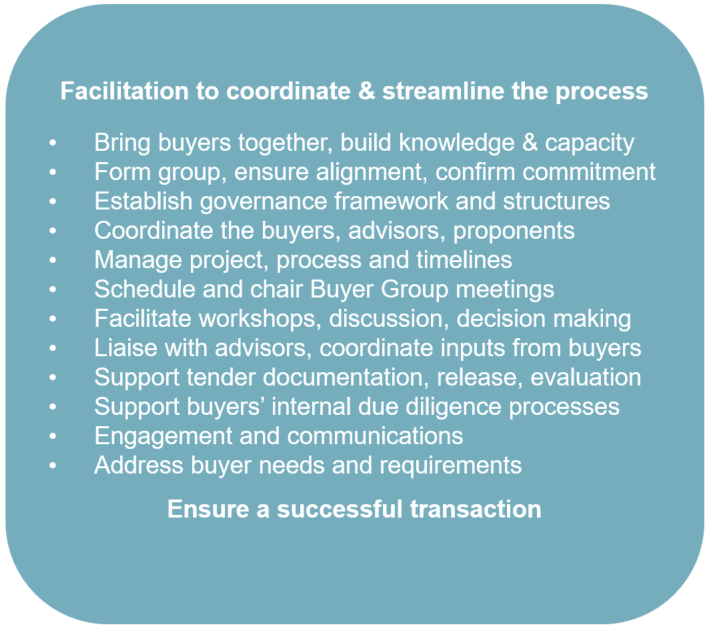 Facilitation to coordinate & streamline the process
• Bring buyers together, build knowledge & capacity
• Form group, ensure alignment, confirm commitment
• Establish governance framework and structures
• Coordinate the buyers, advisors, proponents
• Manage project, process and timelines
• Schedule and chair Buyer Group meetings
• Facilitate workshops, discussion, decision making
• Liaise with advisors, coordinate inputs from buyers
• Support tender documentation, release, evaluation
• Support buyers’ internal due diligence processes
• Engagement and communications
• Address buyer needs and requirements
Ensure a successful transaction